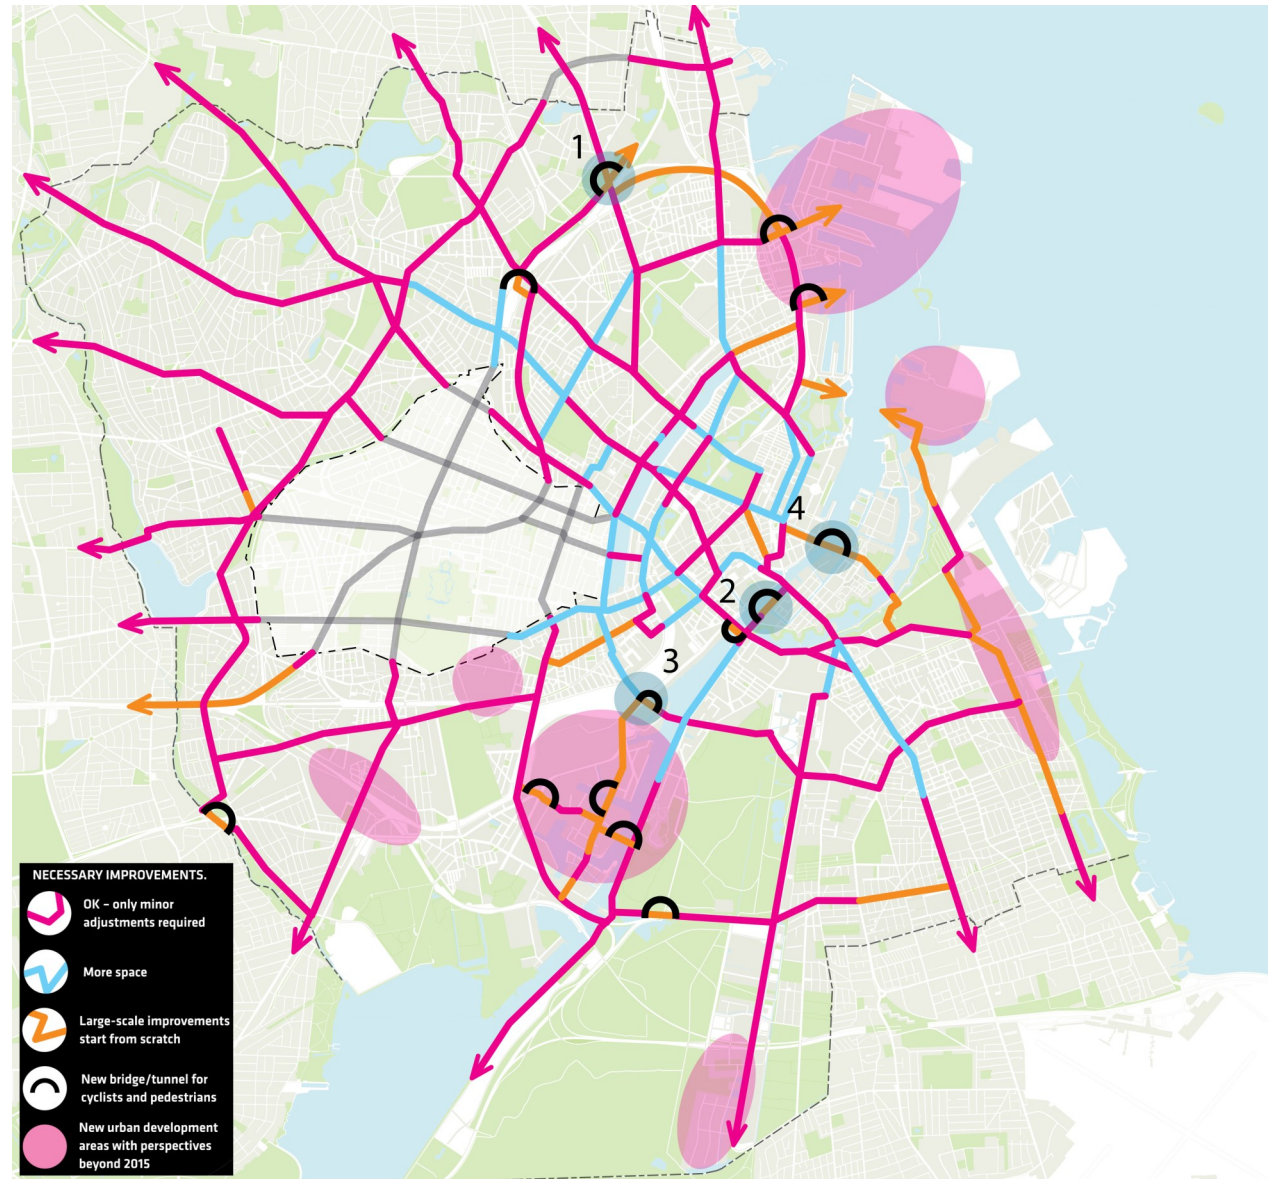 1
4
2
3
NECESSARY IMPROVEMENTS.
OK – only minor
adjustments required
More space
Large-scale improvements
start from scratch
New bridge/tunnel for
cyclists and pedestrians
New urban development
areas with perspectives
beyond 2015